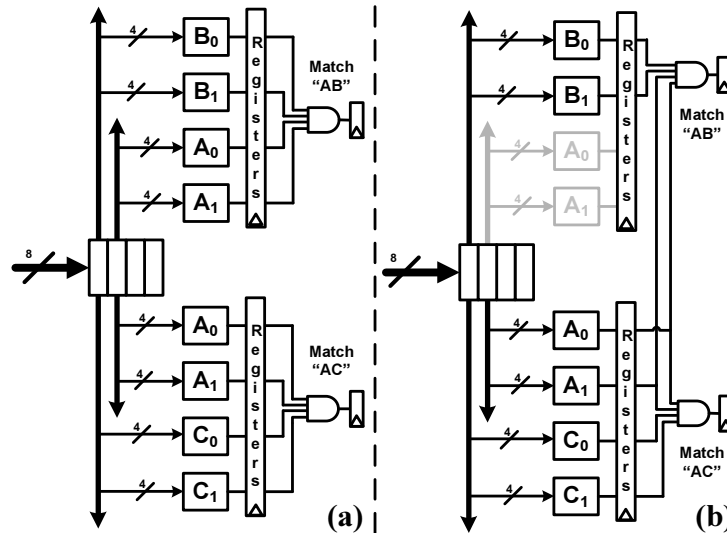 4
B0
4
B1
4
A0
4
A1
Registers
Match
"AB"
8
4
A0
4
A1
4
C0
4
C1
Registers
Match
"AC"
(a)
4
B0
4
B1
4
A0
4
A1
Registers
Match
"AB"
8
4
A0
4
A1
4
C0
4
C1
Registers
Match
"AC"
(b)